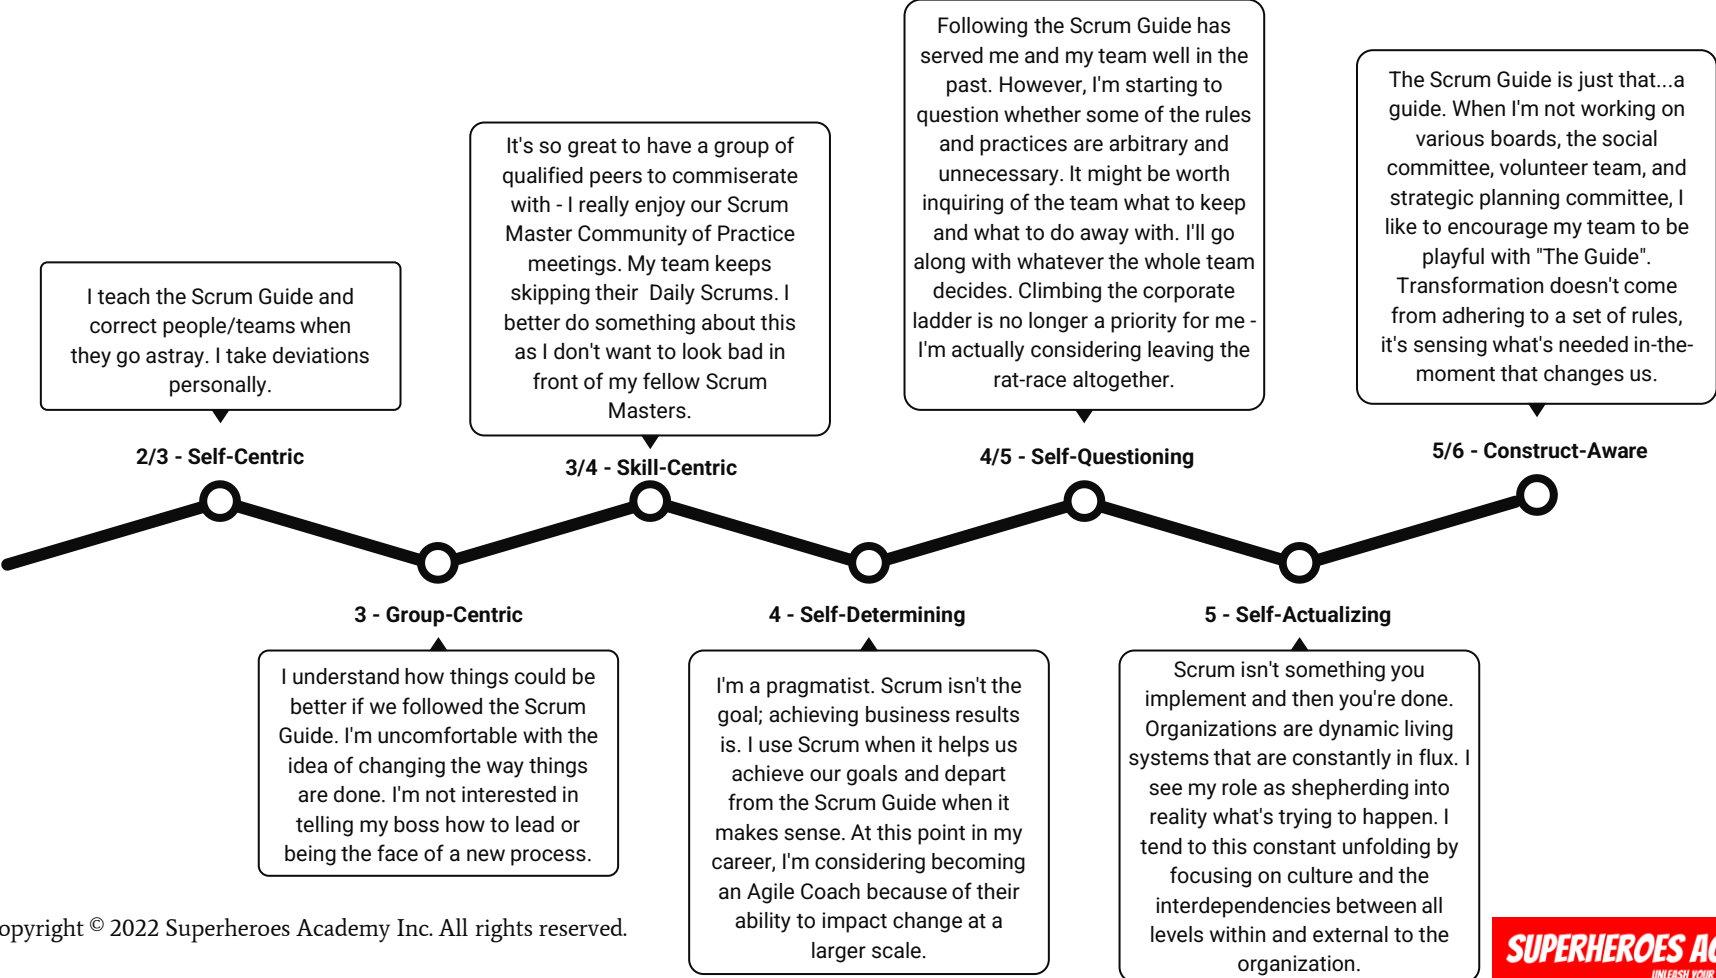 Following the Scrum Guide has
served me and my team well in the
past. However, I'm starting to
question whether some of the rules
and practices are arbitrary and
unnecessary. It might be worth
inquiring of the team what to keep
and what to do away with. I'll go
along with whatever the whole team
decides. Climbing the corporate
ladder is no longer a priority for me -
I'm actually considering leaving the
rat-race altogether.
The Scrum Guide is just that...a
guide. When I'm not working on
various boards, the social
committee, volunteer team, and
strategic planning committee, I
like to encourage my team to be
playful with "The Guide".
Transformation doesn't come
from adhering to a set of rules,
it's sensing what's needed in-the-
moment that changes us.
It's so great to have a group of
qualified peers to commiserate
with - I really enjoy our Scrum
Master Community of Practice
meetings. My team keeps
skipping their  Daily Scrums. I
better do something about this
as I don't want to look bad in
front of my fellow Scrum
Masters.
I teach the Scrum Guide and
correct people/teams when
they go astray. I take deviations
personally.
2/3 - Self-Centric
3/4 - Skill-Centric
4/5 - Self-Questioning
5/6 - Construct-Aware
3 - Group-Centric
4 - Self-Determining
5 - Self-Actualizing
I understand how things could be
better if we followed the Scrum
Guide. I'm uncomfortable with the
idea of changing the way things
are done. I'm not interested in
telling my boss how to lead or
being the face of a new process.
I'm a pragmatist. Scrum isn't the
goal; achieving business results
is. I use Scrum when it helps us
achieve our goals and depart
from the Scrum Guide when it
makes sense. At this point in my
career, I'm considering becoming
an Agile Coach because of their
ability to impact change at a
larger scale.
Scrum isn't something you
implement and then you're done.
Organizations are dynamic living
systems that are constantly in flux. I
see my role as shepherding into
reality what's trying to happen. I
tend to this constant unfolding by
focusing on culture and the
interdependencies between all
levels within and external to the
organization.
opyright © 2022 Superheroes Academy Inc. All rights reserved.
SUPERHEROES AC
UNLEASH YOUR